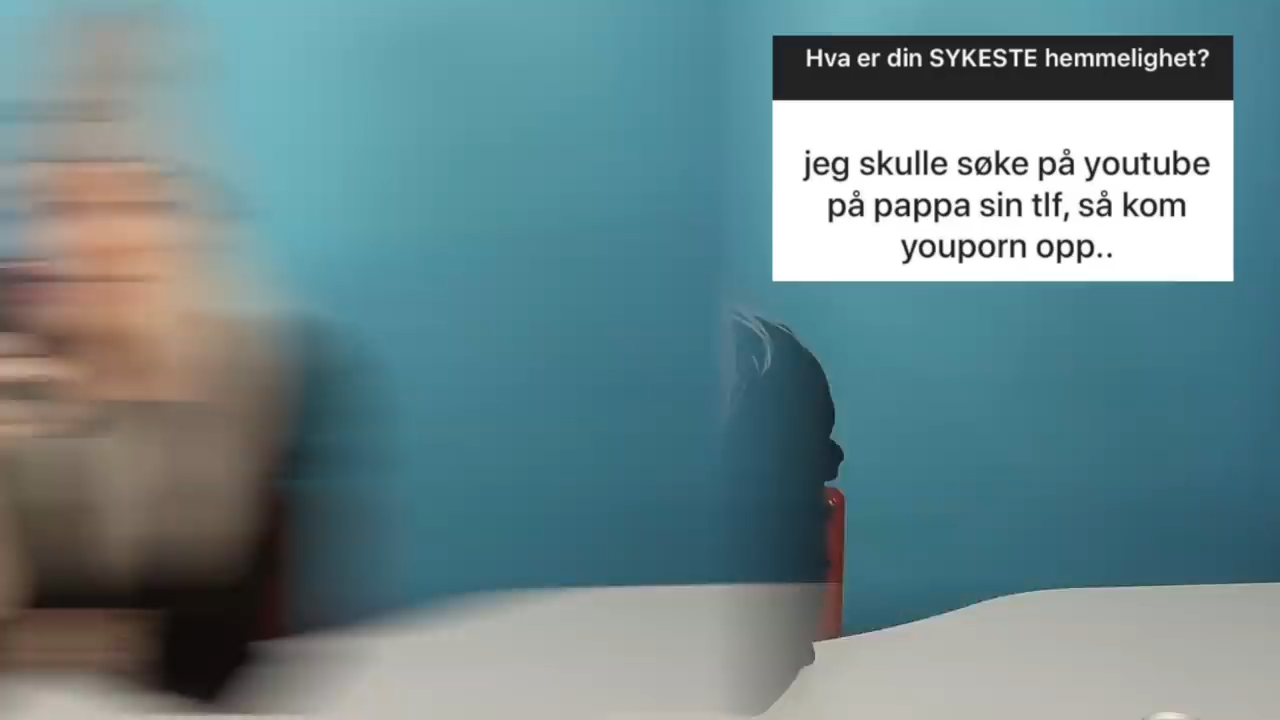 Hva er din SYKESTE hemmelighet?
jeg skulle søke på youtube
på pappa sin tlf, så kom
youporn opp..